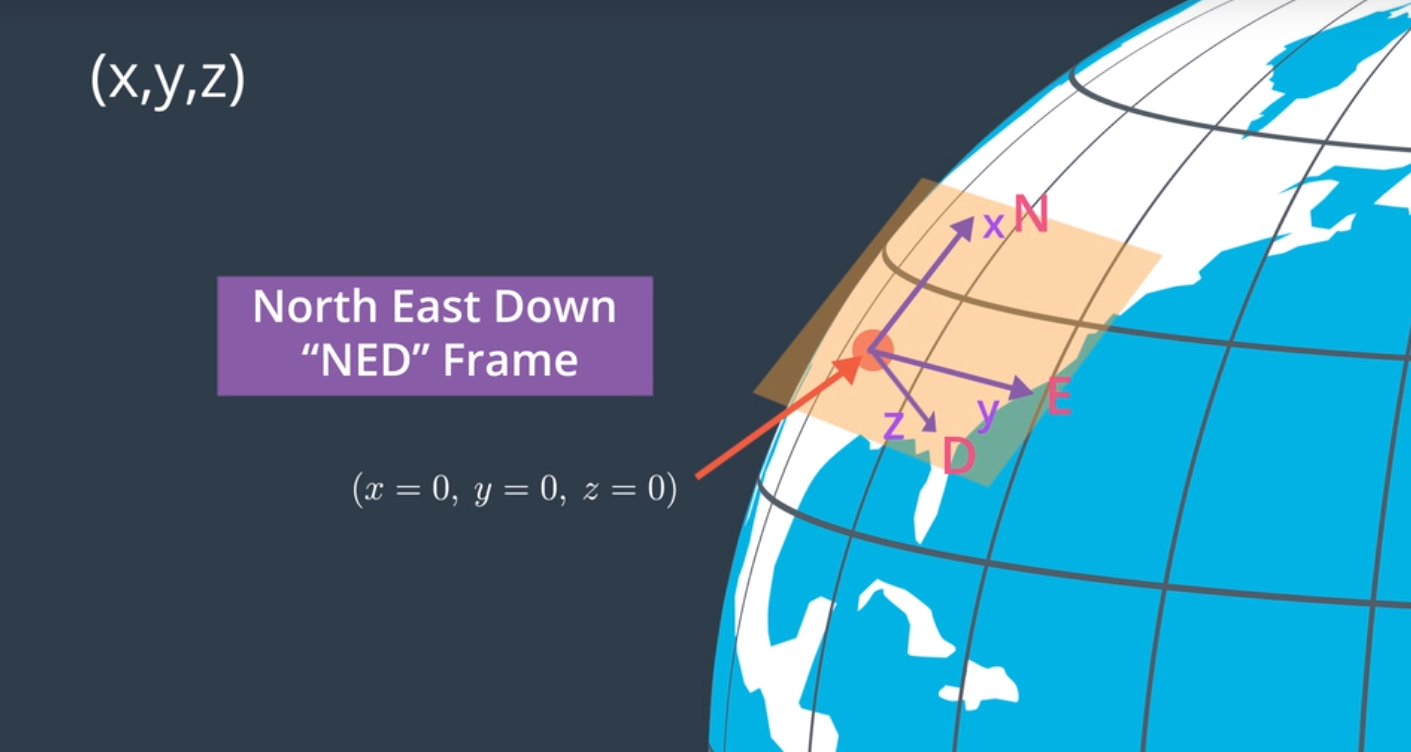 (x,y,z)
x N
North East Down
“NED” Frame
y E
z D
(x = 0, y = 0, z = 0)